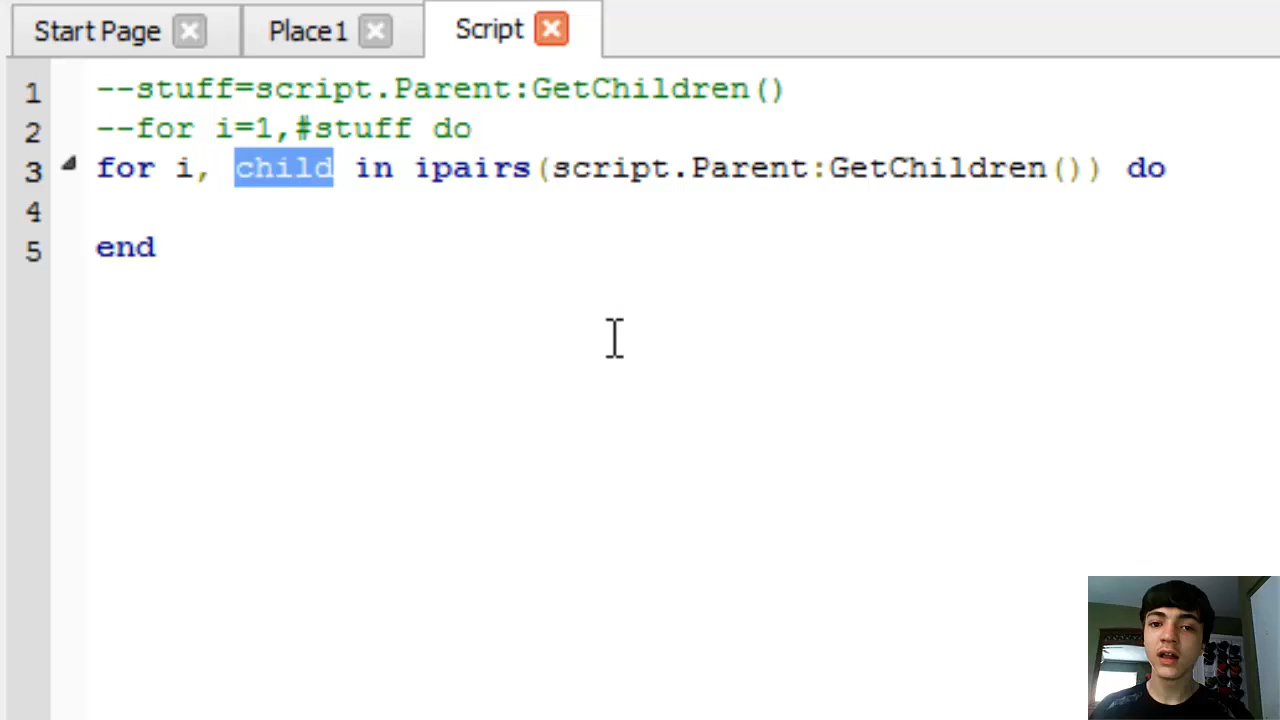 Start Page Place1 Script
1 --stuff=script.Parent:GetChildren()
2 --for i=1,#stuff do
3 for i, child in ipairs(script.Parent:GetChildren()) do
4
5 end